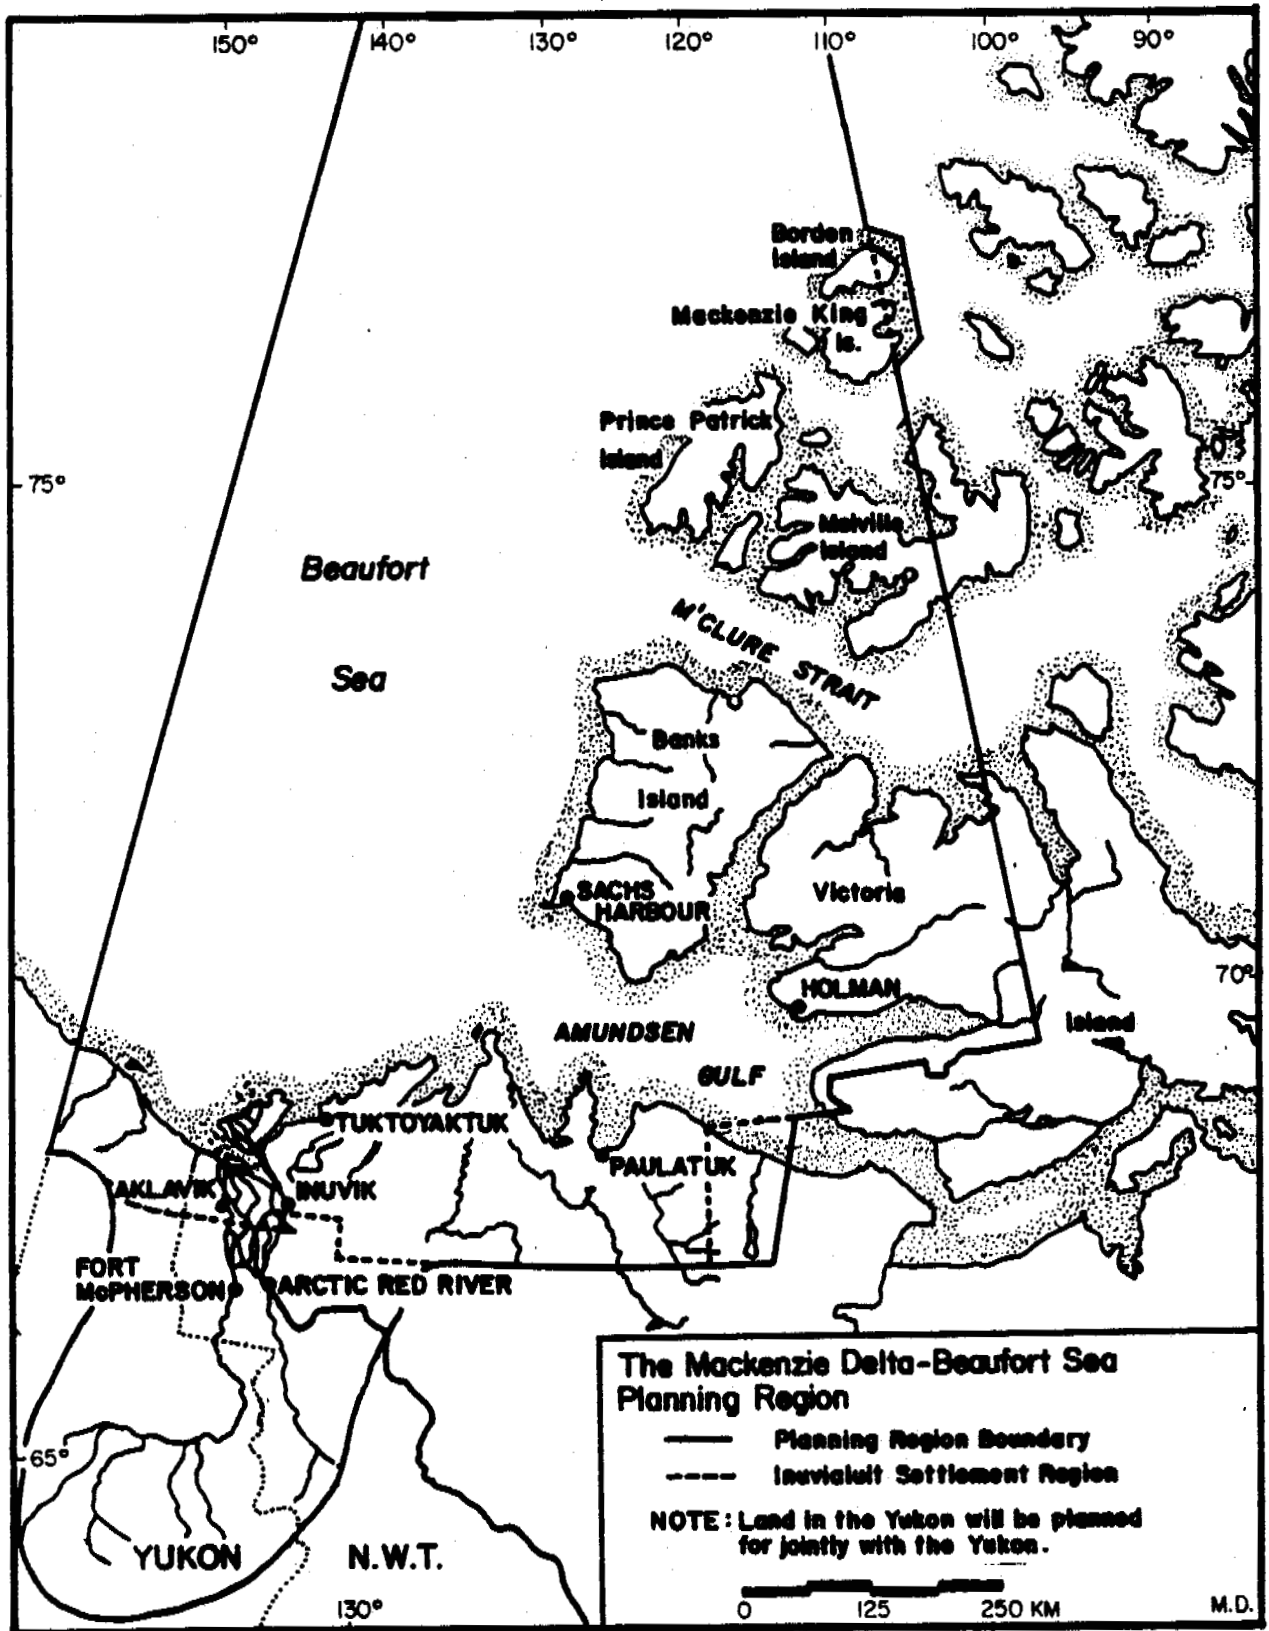 150° 140° 130° 120° 110° 100° 90°
Borden
Island
Mackenzie King
Is.
Prince Patrick
Island
75° 75°
Melville
Island
Beaufort
Sea
M'CLURE STRAIT
Banks
Island
SACHS
HARBOUR
Victoria
70°
HOLMAN
Island
AMUNDSEN
GULF
TUKTOYAKTUK
PAULATUK
AKLAVIK
INUVIK
FORT
McPHERSON
ARCTIC RED RIVER
65°
YUKON
N.W.T.
130°
The Mackenzie Delta-Beaufort Sea
Planning Region
Planning Region Boundary
Inuvialuit Settlement Region
NOTE: Land in the Yukon will be planned
for jointly with the Yukon.
0 125 250 KM
M.D.